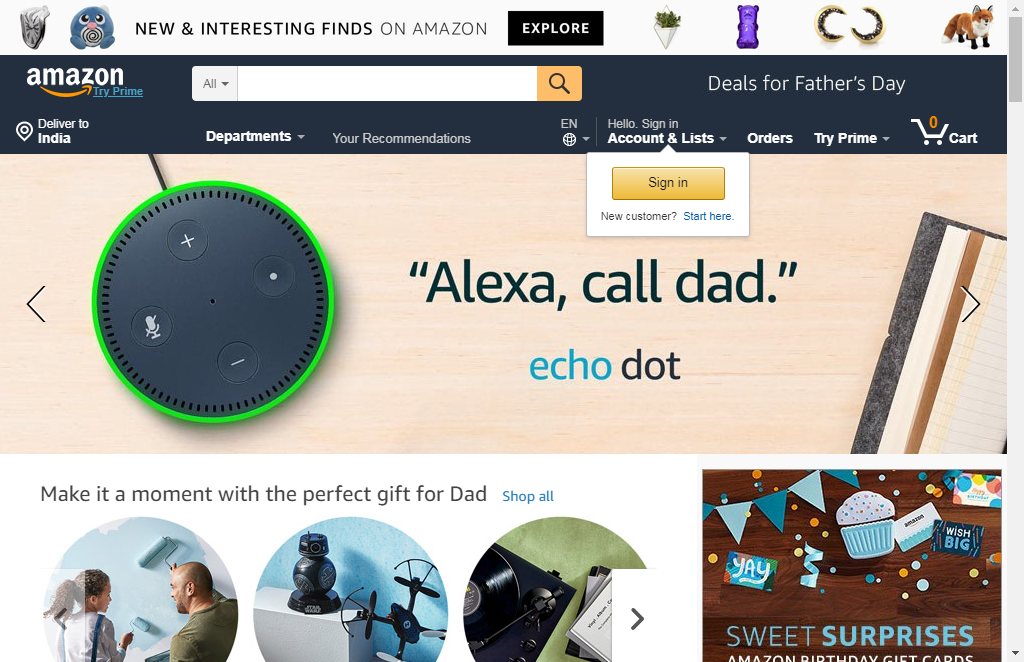 NEW & INTERESTING FINDS ON AMAZON EXPLORE
amazon
Try Prime
All
Deals for Father's Day
Deliver to
India
Departments
Your Recommendations
EN
Hello. Sign in
Account & Lists
Orders
Try Prime
0
Cart
Sign in
New customer? Start here.
“Alexa, call dad.”
echo dot
Make it a moment with the perfect gift for Dad Shop all
amazon
WISH
BIG
YAY
SWEET SURPRISES
AMAZON BIRTHDAY GIFT CARDS